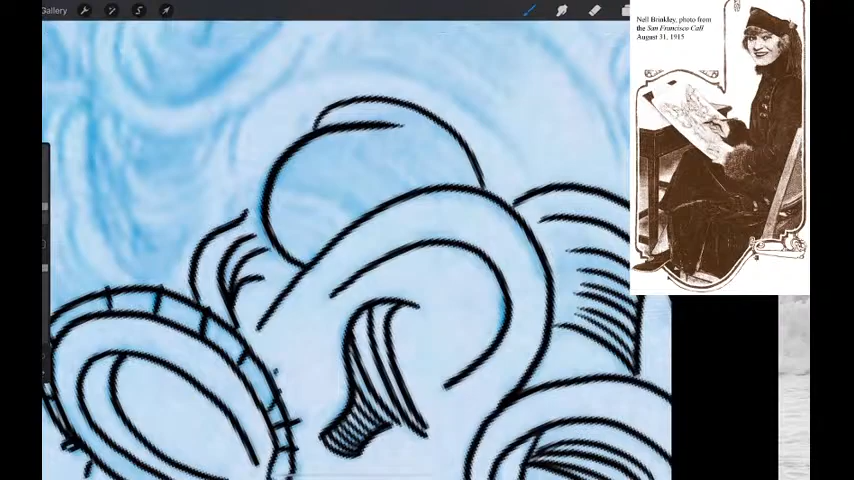 Gallery
Nell Brinkley, photo from
the San Francisco Call
August 31, 1915